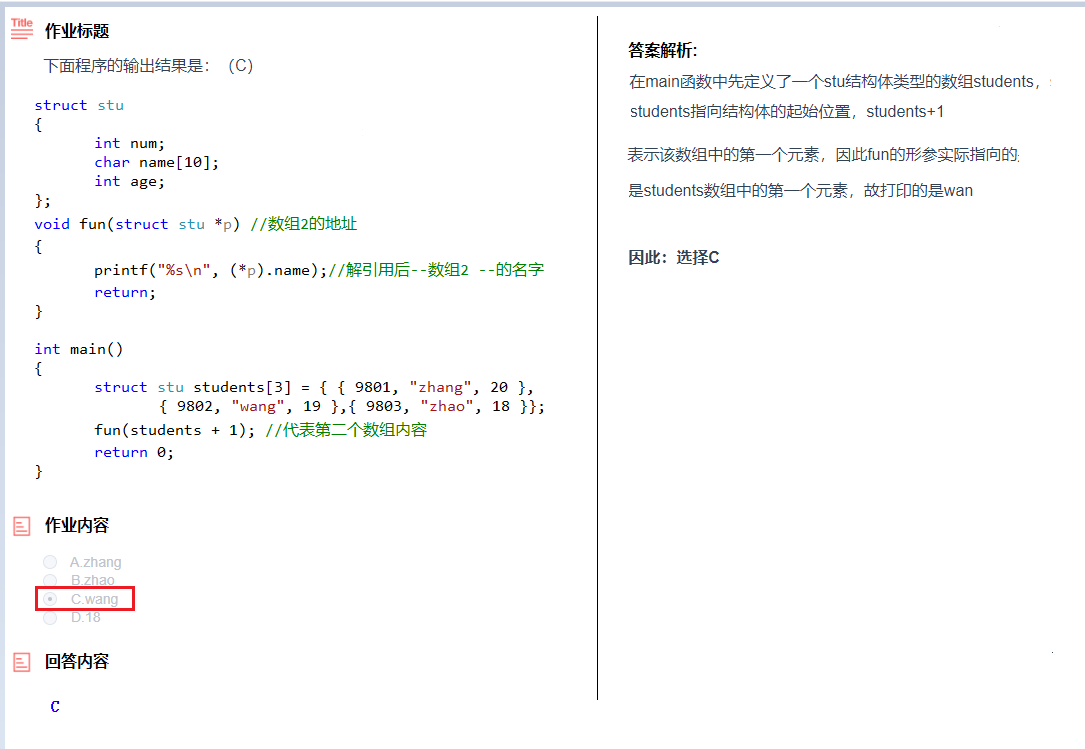 Title 作业标题
下面程序的输出结果是：（C）
struct stu
{
int num;
char name[10];
int age;
};
void fun(struct stu *p) //数组2的地址
{
printf("%s\n", (*p).name);//解引用后--数组2 --的名字
return;
}
int main()
{
struct stu students[3] = { { 9801, "zhang", 20 },
{ 9802, "wang", 19 },{ 9803, "zhao", 18 }};
fun(students + 1); //代表第二个数组内容
return 0;
}
作业内容
A.zhang
B.zhao
C.wang
D.18
回答内容
C
答案解析:
在main函数中先定义了一个stu结构体类型的数组students，
students指向结构体的起始位置，students+1
表示该数组中的第一个元素，因此fun的形参实际指向的
是students数组中的第一个元素，故打印的是wan
因此：选择C